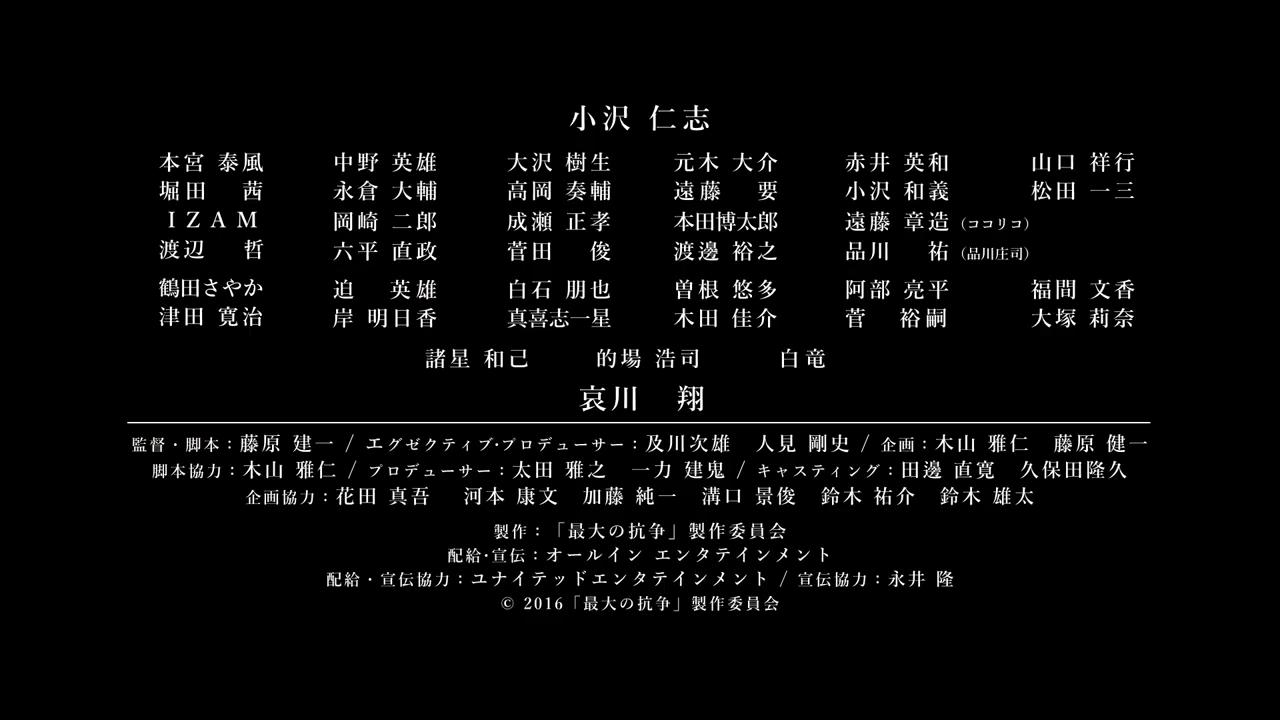 小沢 仁志
本宮 泰風 中野 英雄 大沢 樹生 元木 大介 赤井 英和 山口 祥行
堀田 茜 永倉 大輔 高岡 奏輔 遠藤 要 小沢 和義 松田 一三
IZAM 岡崎 二郎 成瀬 正孝 本田博太郎 遠藤 章造（ココリコ）
渡辺 哲 六平 直政 菅田 俊 渡邊 裕之 品川 祐（品川庄司）
鶴田さやか 迫 英雄 白石 朋也 曽根 悠多 阿部 亮平 福間 文香
津田 寛治 岸 明日香 真喜志一星 木田 佳介 菅 裕嗣 大塚 莉奈
諸星 和己 的場 浩司 白竜
哀川 翔
監督・脚本：藤原 建一 / エグゼクティブ・プロデューサー：及川次雄 人見 剛史 / 企画：木山 雅仁 藤原 健一
脚本協力：木山 雅仁 / プロデューサー：太田 雅之 一力 建鬼 / キャスティング：田邊 直寛 久保田隆久
企画協力：花田 真吾 河本 康文 加藤 純一 溝口 景俊 鈴木 祐介 鈴木 雄太
製作：「最大の抗争」製作委員会
配給・宣伝：オールイン エンタテインメント
配給・宣伝協力：ユナイテッドエンタテインメント / 宣伝協力：永井 隆
© 2016「最大の抗争」製作委員会